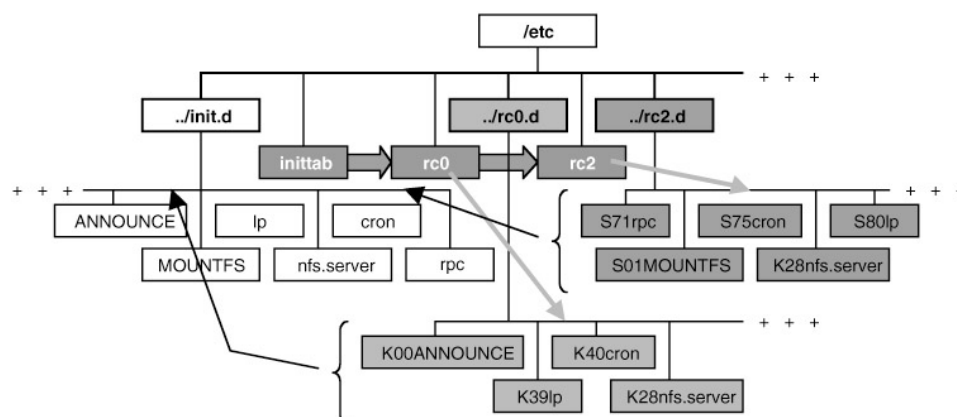 /etc
+ + +
../init.d
../rc0.d
../rc2.d
inittab
rc0
rc2
+ + +
+ + +
ANNOUNCE
lp
cron
S71rpc
S75cron
S80lp
MOUNTFS
nfs.server
rpc
S01MOUNTFS
K28nfs.server
+ + +
K00ANNOUNCE
K40cron
K39lp
K28nfs.server